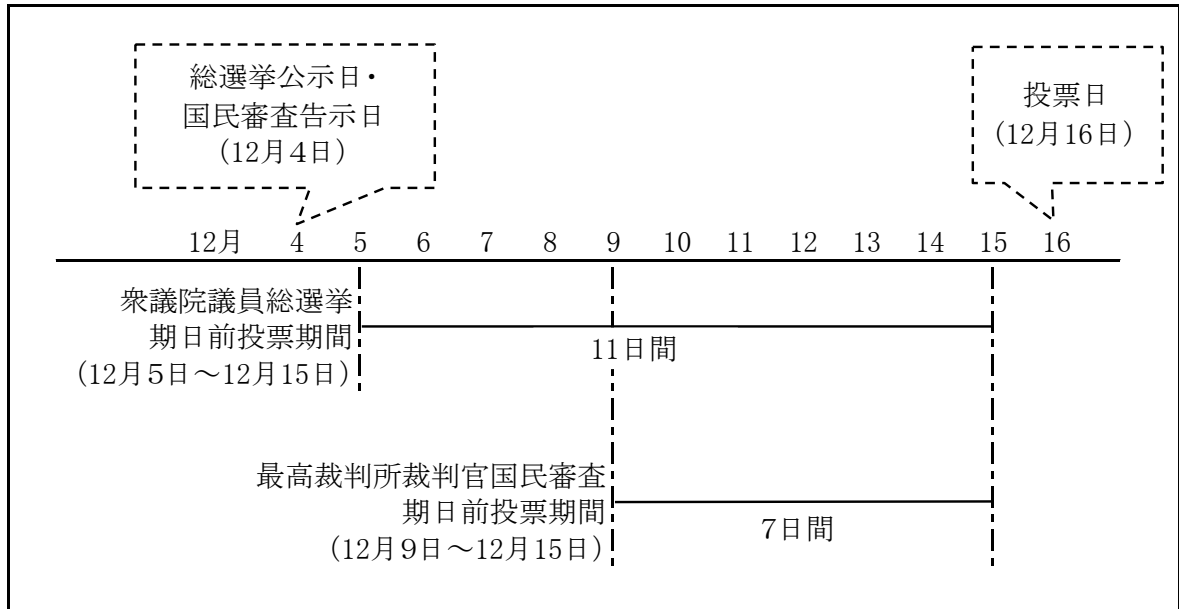 総選挙公示日・
国民審査告示日
(12月4日)
投票日
(12月16日)
12月 4 5 6 7 8 9 10 11 12 13 14 15 16
衆議院議員総選挙
期日前投票期間
(12月5日~12月15日)
11日間
最高裁判所裁判官国民審査
期日前投票期間
(12月9日~12月15日)
7日間